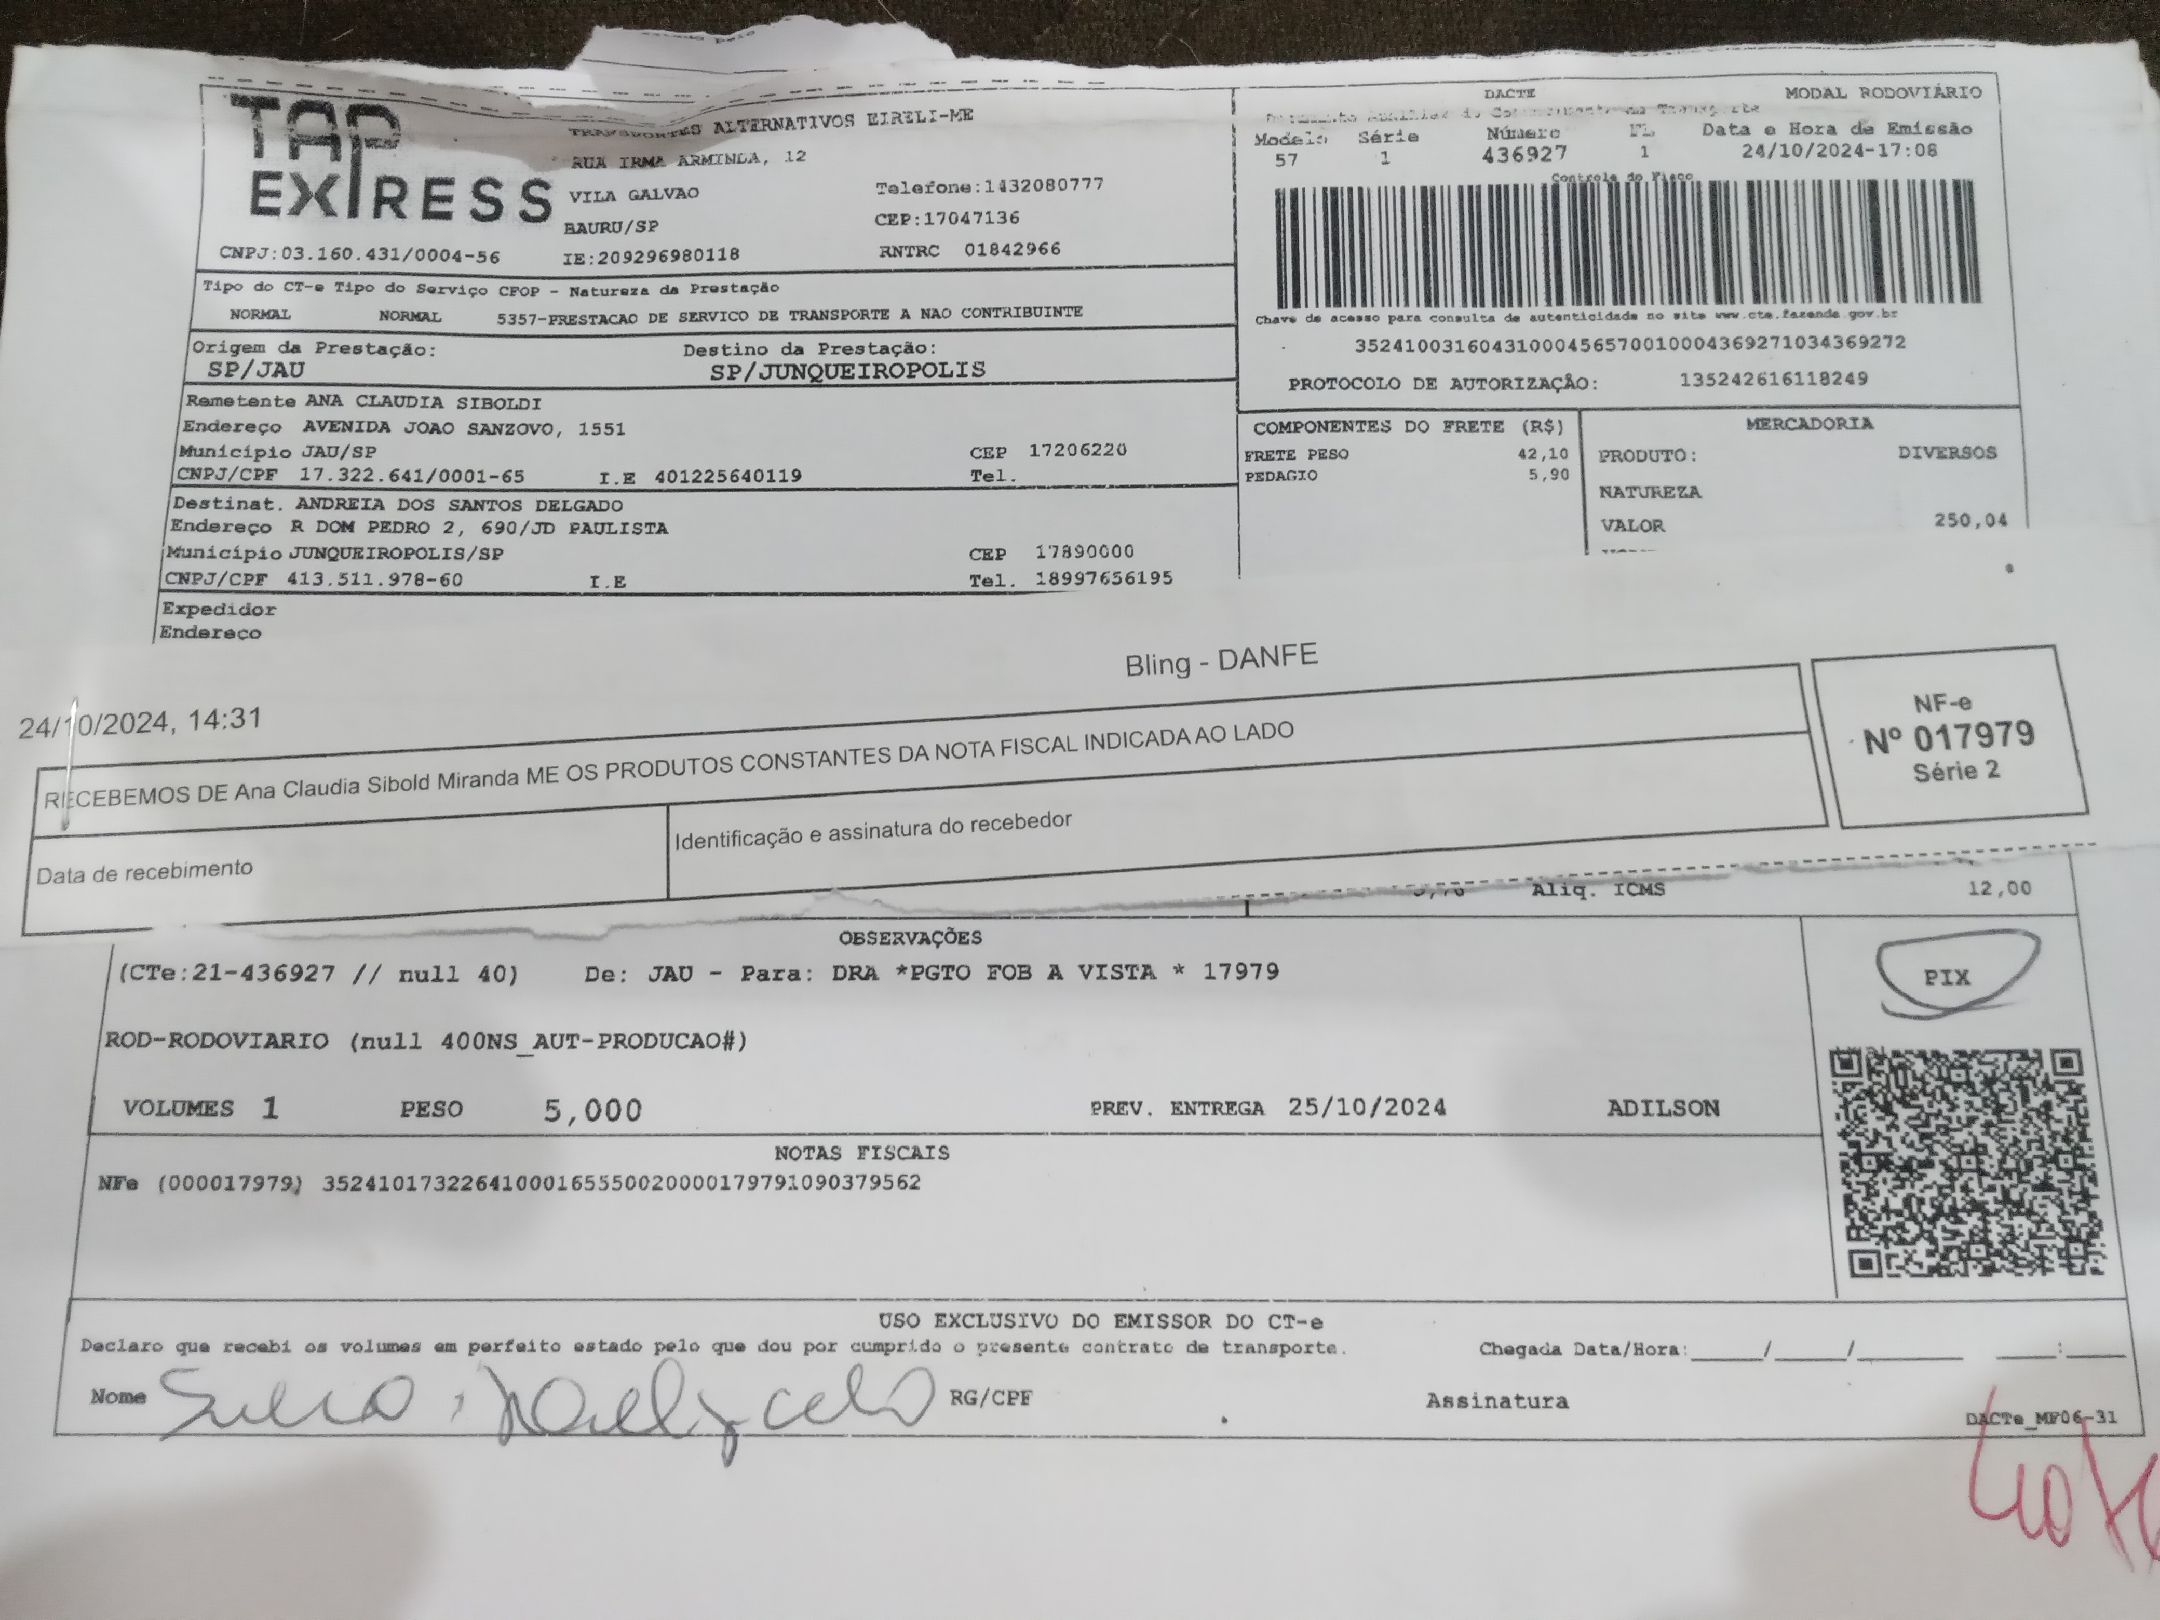 TAP EXPRESS
TRANSPORTES ALTERNATIVOS EIRELI-ME
RUA IRMA ARMINDA, 12
VILA GALVAO
Telefone:1432080777
BAURU/SP
CEP:17047136
CNPJ:03.160.431/0004-56
IE:209296980118
RNTRC 01842966
DACTE
MODAL RODOVIÁRIO
Modelo Série Número FL Data e Hora de Emissão
57 1 436927 1 24/10/2024-17:08
Controle do Fisco
Chave de acesso para consulta de autenticidade no site www.cte.fazenda.gov.br
35241003160431000456570010004369271034369272
PROTOCOLO DE AUTORIZAÇÃO: 135242616118249
Tipo do CT-e Tipo do Serviço CFOP - Natureza da Prestação
NORMAL NORMAL 5357-PRESTACAO DE SERVICO DE TRANSPORTE A NAO CONTRIBUINTE
Origem da Prestação: Destino da Prestação:
SP/JAU SP/JUNQUEIROPOLIS
Remetente ANA CLAUDIA SIBOLDI
Endereço AVENIDA JOAO SANZOVO, 1551
Município JAU/SP CEP 17206220
CNPJ/CPF 17.322.641/0001-65 I.E 401225640119 Tel.
Destinat. ANDREIA DOS SANTOS DELGADO
Endereço R DOM PEDRO 2, 690/JD PAULISTA
Município JUNQUEIROPOLIS/SP CEP 17890000
CNPJ/CPF 413.511.978-60 I.E Tel. 18997656195
Expedidor
Endereco
COMPONENTES DO FRETE (R$)
FRETE PESO 42,10
PEDAGIO 5,90
MERCADORIA
PRODUTO: DIVERSOS
NATUREZA
VALOR 250,04
Bling - DANFE
24/10/2024, 14:31
RECEBEMOS DE Ana Claudia Sibold Miranda ME OS PRODUTOS CONSTANTES DA NOTA FISCAL INDICADA AO LADO
Data de recebimento
Identificação e assinatura do recebedor
NF-e
Nº 017979
Série 2
Aliq. ICMS 12,00
OBSERVAÇÕES
(CTe:21-436927 // null 40) De: JAU - Para: DRA *PGTO FOB A VISTA * 17979
PIX
ROD-RODOVIARIO (null 400NS_AUT-PRODUCAO#)
VOLUMES 1 PESO 5,000 PREV. ENTREGA 25/10/2024 ADILSON
NOTAS FISCAIS
NFe (000017979) 35241017322641000165550020000179791090379562
USO EXCLUSIVO DO EMISSOR DO CT-e
Declaro que recebi os volumes em perfeito estado pelo que dou por cumprido o presente contrato de transporte. Chegada Data/Hora:____/____/____ ____:____
Nome RG/CPF Assinatura
DACTe_MF06-31